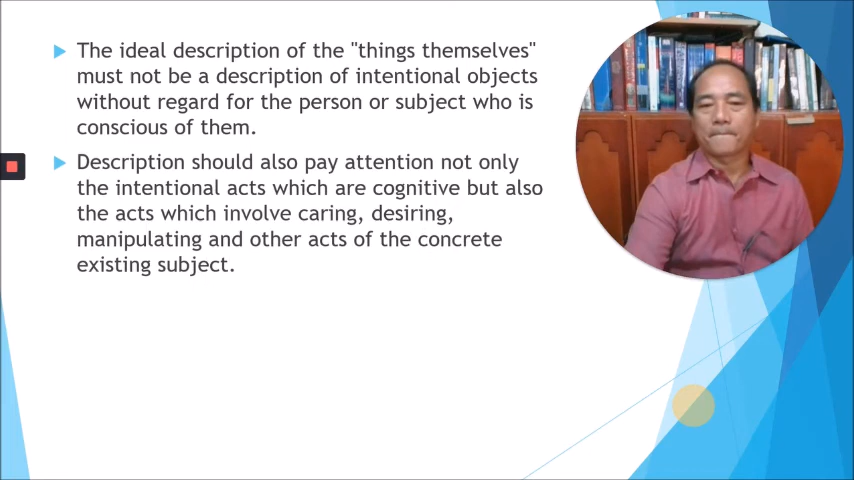 The ideal description of the "things themselves"
must not be a description of intentional objects
without regard for the person or subject who is
conscious of them.
Description should also pay attention not only
the intentional acts which are cognitive but also
the acts which involve caring, desiring,
manipulating and other acts of the concrete
existing subject.